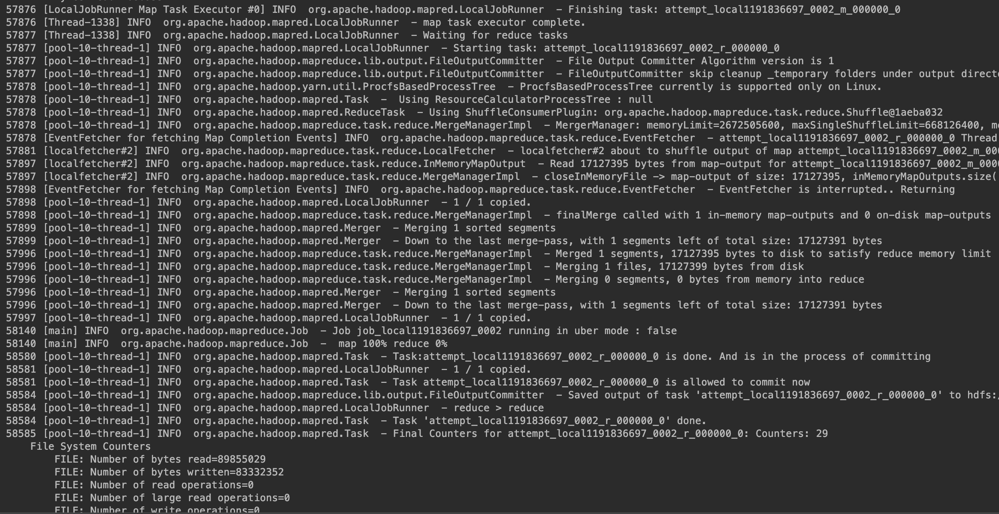 57876 [LocalJobRunner Map Task Executor #0] INFO  org.apache.hadoop.mapred.LocalJobRunner  - Finishing task: attempt_local1191836697_0002_m_000000_0
57876 [Thread-1338] INFO  org.apache.hadoop.mapred.LocalJobRunner  - map task executor complete.
57877 [Thread-1338] INFO  org.apache.hadoop.mapred.LocalJobRunner  - Waiting for reduce tasks
57877 [pool-10-thread-1] INFO  org.apache.hadoop.mapred.LocalJobRunner  - Starting task: attempt_local1191836697_0002_r_000000_0
57877 [pool-10-thread-1] INFO  org.apache.hadoop.mapreduce.lib.output.FileOutputCommitter  - File Output Committer Algorithm version is 1
57877 [pool-10-thread-1] INFO  org.apache.hadoop.mapreduce.lib.output.FileOutputCommitter  - FileOutputCommitter skip cleanup _temporary folders under output direct
57878 [pool-10-thread-1] INFO  org.apache.hadoop.yarn.util.ProcfsBasedProcessTree  - ProcfsBasedProcessTree currently is supported only on Linux.
57878 [pool-10-thread-1] INFO  org.apache.hadoop.mapred.Task  -  Using ResourceCalculatorProcessTree : null
57878 [pool-10-thread-1] INFO  org.apache.hadoop.mapred.ReduceTask  - Using ShuffleConsumerPlugin: org.apache.hadoop.mapreduce.task.reduce.Shuffle@1aeba032
57878 [pool-10-thread-1] INFO  org.apache.hadoop.mapreduce.task.reduce.MergeManagerImpl  - MergerManager: memoryLimit=2672505600, maxSingleShuffleLimit=668126400,
57878 [EventFetcher for fetching Map Completion Events] INFO  org.apache.hadoop.mapreduce.task.reduce.EventFetcher  - attempt_local1191836697_0002_r_000000_0 Thread
57881 [localfetcher#2] INFO  org.apache.hadoop.mapreduce.task.reduce.LocalFetcher  - localfetcher#2 about to shuffle output of map attempt_local1191836697_0002_m_00
57897 [localfetcher#2] INFO  org.apache.hadoop.mapreduce.task.reduce.InMemoryMapOutput  - Read 17127395 bytes from map-output for attempt_local1191836697_0002_m_000
57897 [localfetcher#2] INFO  org.apache.hadoop.mapreduce.task.reduce.MergeManagerImpl  - closeInMemoryFile -> map-output of size: 17127395, inMemoryMapOutputs.size(
57898 [EventFetcher for fetching Map Completion Events] INFO  org.apache.hadoop.mapreduce.task.reduce.EventFetcher  - EventFetcher is interrupted.. Returning
57898 [pool-10-thread-1] INFO  org.apache.hadoop.mapred.LocalJobRunner  - 1 / 1 copied.
57898 [pool-10-thread-1] INFO  org.apache.hadoop.mapreduce.task.reduce.MergeManagerImpl  - finalMerge called with 1 in-memory map-outputs and 0 on-disk map-outputs
57899 [pool-10-thread-1] INFO  org.apache.hadoop.mapred.Merger  - Merging 1 sorted segments
57899 [pool-10-thread-1] INFO  org.apache.hadoop.mapred.Merger  - Down to the last merge-pass, with 1 segments left of total size: 17127391 bytes
57996 [pool-10-thread-1] INFO  org.apache.hadoop.mapreduce.task.reduce.MergeManagerImpl  - Merged 1 segments, 17127395 bytes to disk to satisfy reduce memory limit
57996 [pool-10-thread-1] INFO  org.apache.hadoop.mapreduce.task.reduce.MergeManagerImpl  - Merging 1 files, 17127399 bytes from disk
57996 [pool-10-thread-1] INFO  org.apache.hadoop.mapreduce.task.reduce.MergeManagerImpl  - Merging 0 segments, 0 bytes from memory into reduce
57996 [pool-10-thread-1] INFO  org.apache.hadoop.mapred.Merger  - Merging 1 sorted segments
57996 [pool-10-thread-1] INFO  org.apache.hadoop.mapred.Merger  - Down to the last merge-pass, with 1 segments left of total size: 17127391 bytes
57997 [pool-10-thread-1] INFO  org.apache.hadoop.mapred.LocalJobRunner  - 1 / 1 copied.
58140 [main] INFO  org.apache.hadoop.mapreduce.Job  - Job job_local1191836697_0002 running in uber mode : false
58140 [main] INFO  org.apache.hadoop.mapreduce.Job  -  map 100% reduce 0%
58580 [pool-10-thread-1] INFO  org.apache.hadoop.mapred.Task  - Task:attempt_local1191836697_0002_r_000000_0 is done. And is in the process of committing
58581 [pool-10-thread-1] INFO  org.apache.hadoop.mapred.LocalJobRunner  - 1 / 1 copied.
58581 [pool-10-thread-1] INFO  org.apache.hadoop.mapred.Task  - Task attempt_local1191836697_0002_r_000000_0 is allowed to commit now
58584 [pool-10-thread-1] INFO  org.apache.hadoop.mapreduce.lib.output.FileOutputCommitter  - Saved output of task 'attempt_local1191836697_0002_r_000000_0' to hdfs:
58584 [pool-10-thread-1] INFO  org.apache.hadoop.mapred.LocalJobRunner  - reduce > reduce
58584 [pool-10-thread-1] INFO  org.apache.hadoop.mapred.Task  - Task 'attempt_local1191836697_0002_r_000000_0' done.
58585 [pool-10-thread-1] INFO  org.apache.hadoop.mapred.Task  - Final Counters for attempt_local1191836697_0002_r_000000_0: Counters: 29
File System Counters
FILE: Number of bytes read=89855029
FILE: Number of bytes written=83332352
FILE: Number of read operations=0
FILE: Number of large read operations=0
FILE: Number of write operations=0